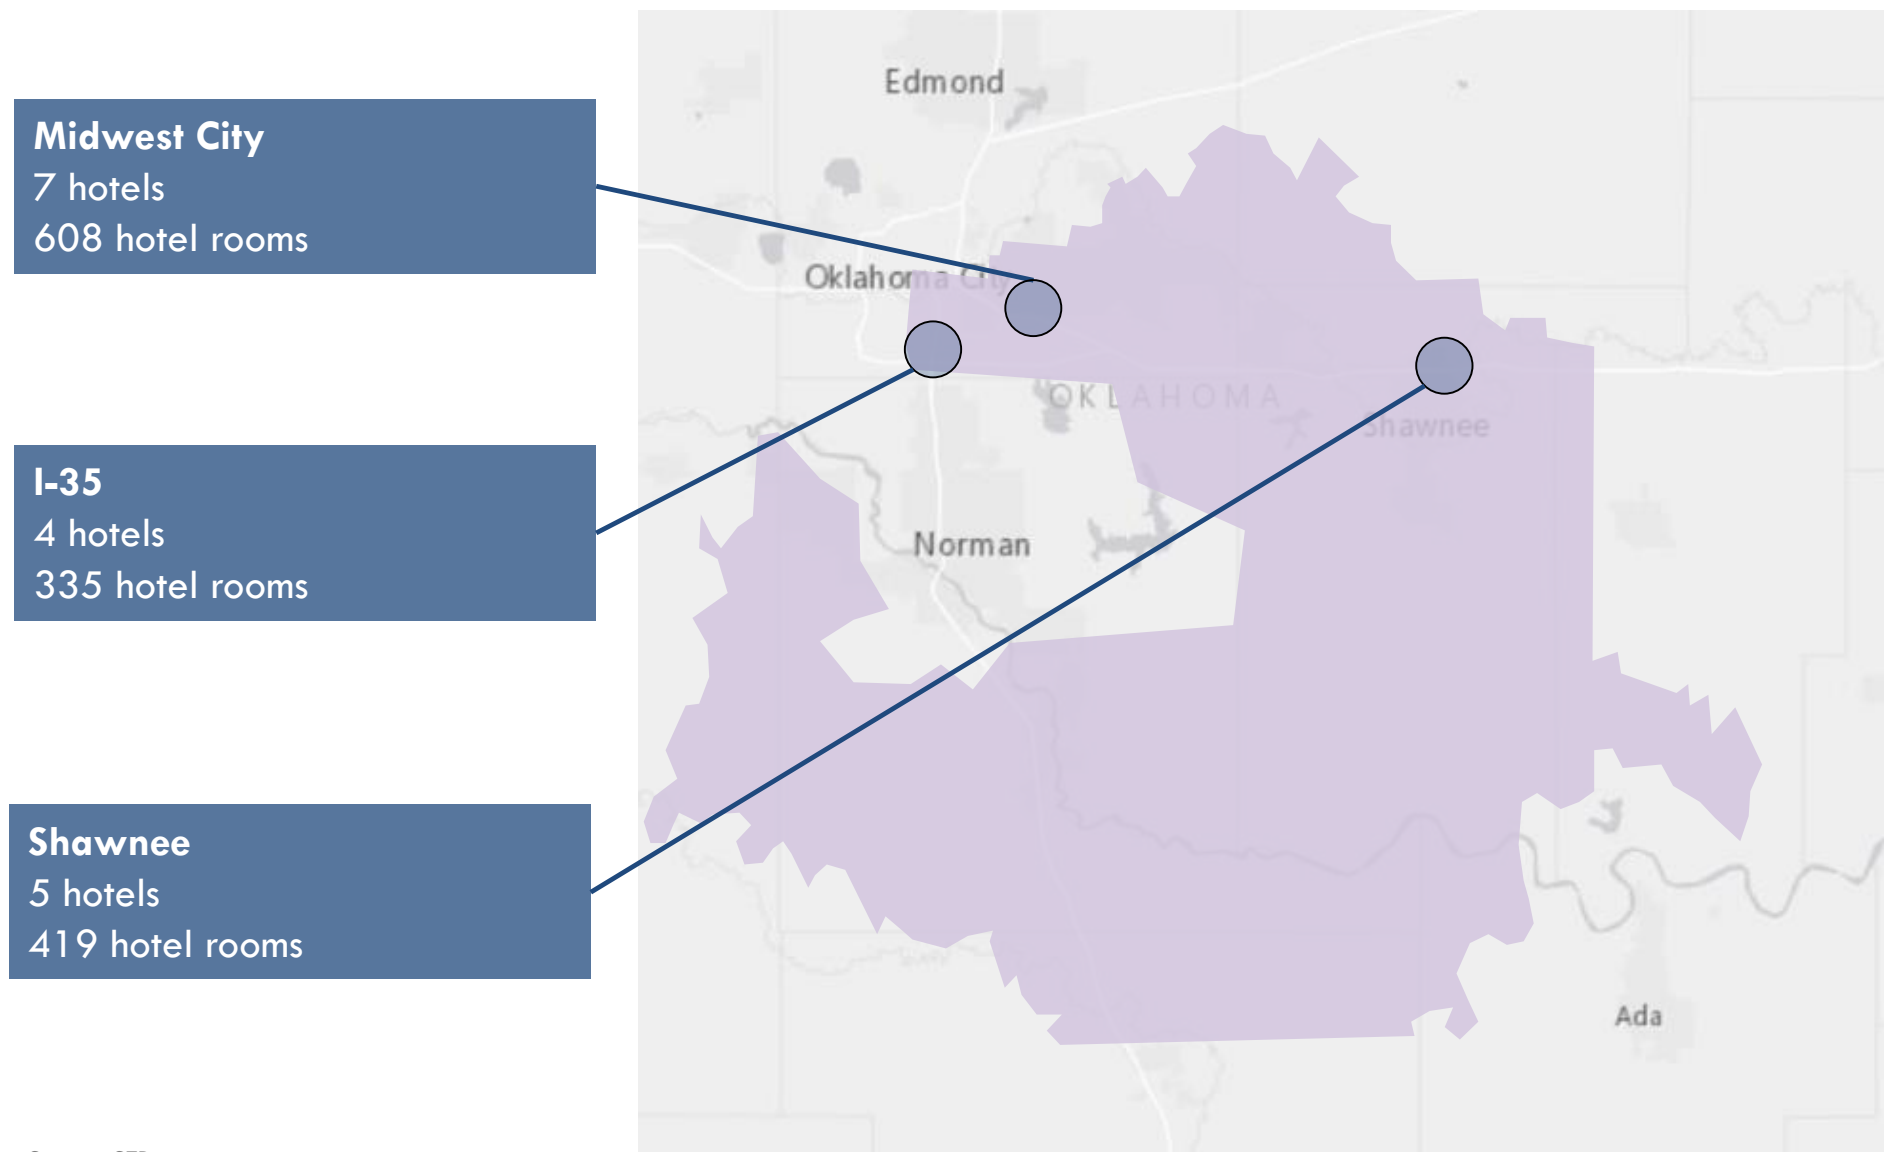 Midwest City
7 hotels
608 hotel rooms
I-35
4 hotels
335 hotel rooms
Shawnee
5 hotels
419 hotel rooms
Edmond
Oklahoma City
OKLAHOMA
Shawnee
Norman
Ada